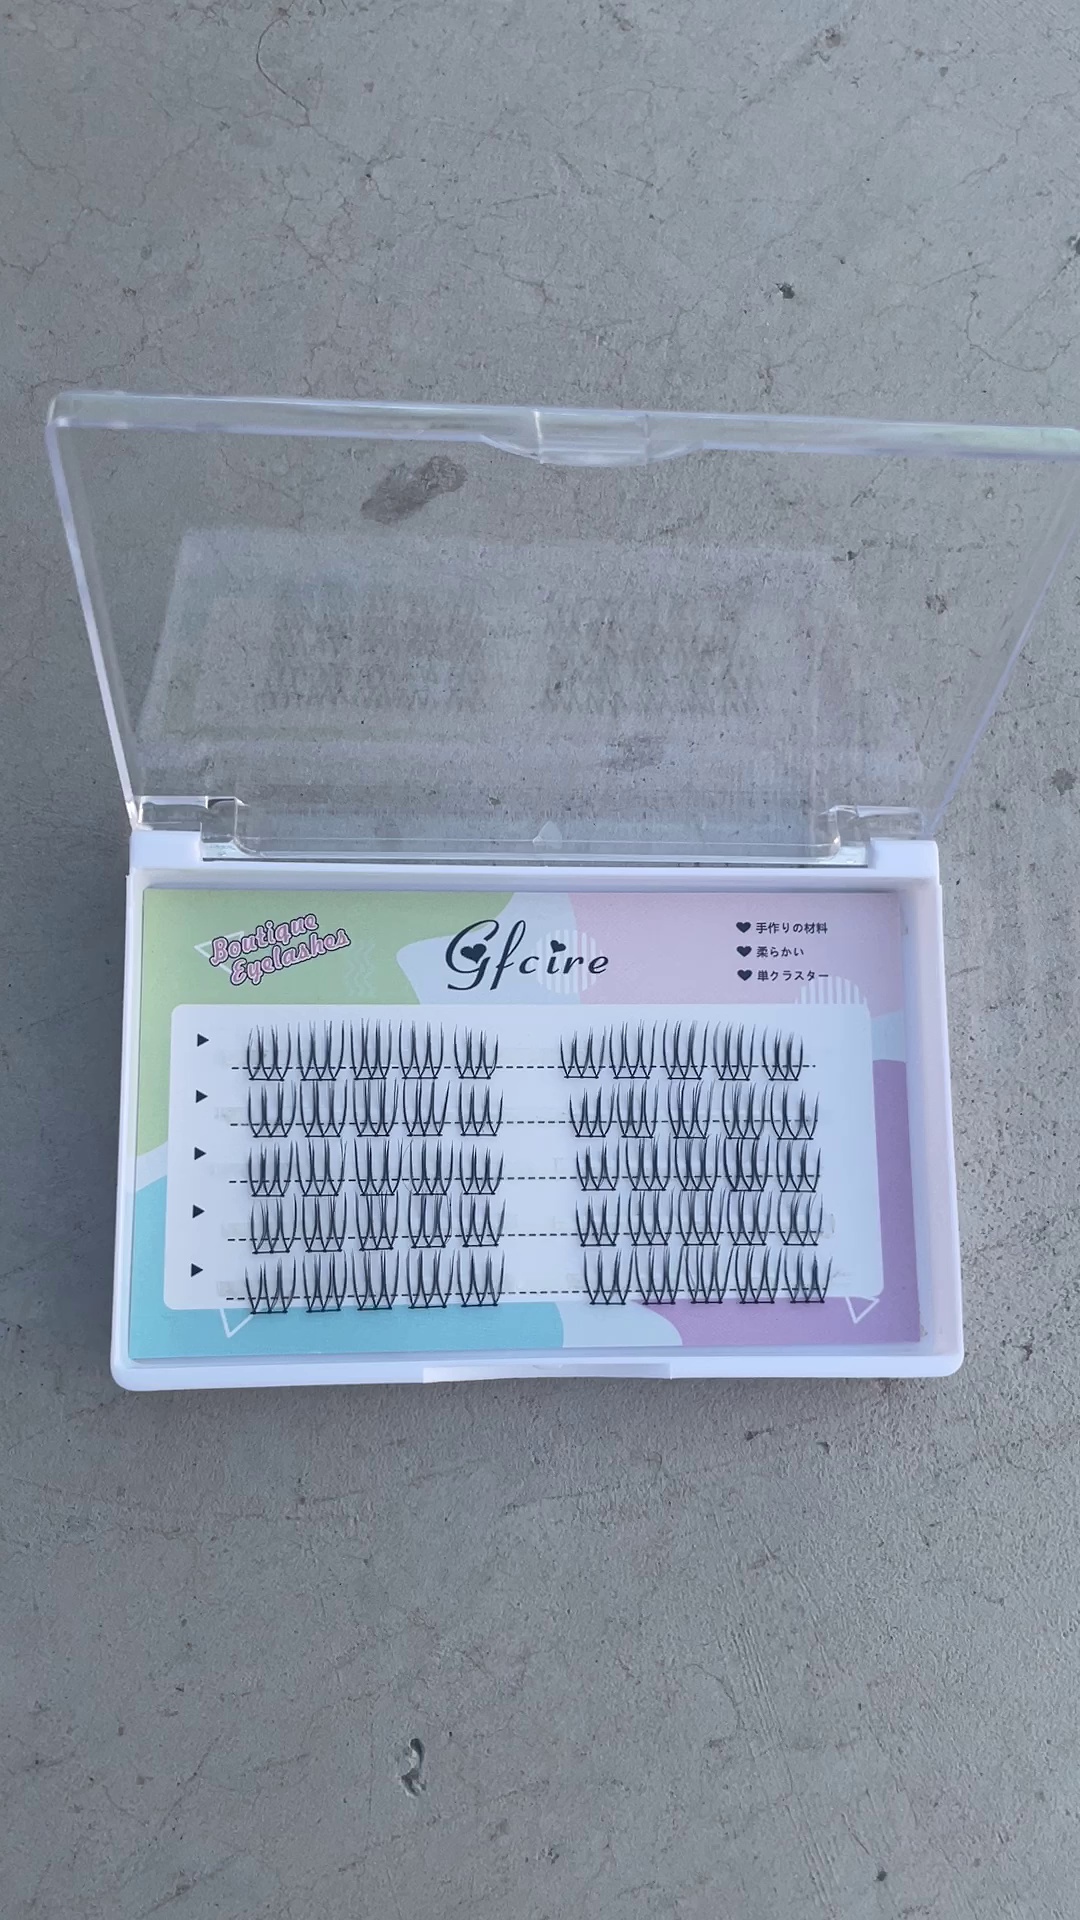 Boutique
Eyelashes
Gfcire
手作りの材料
柔らかい
単クラスター